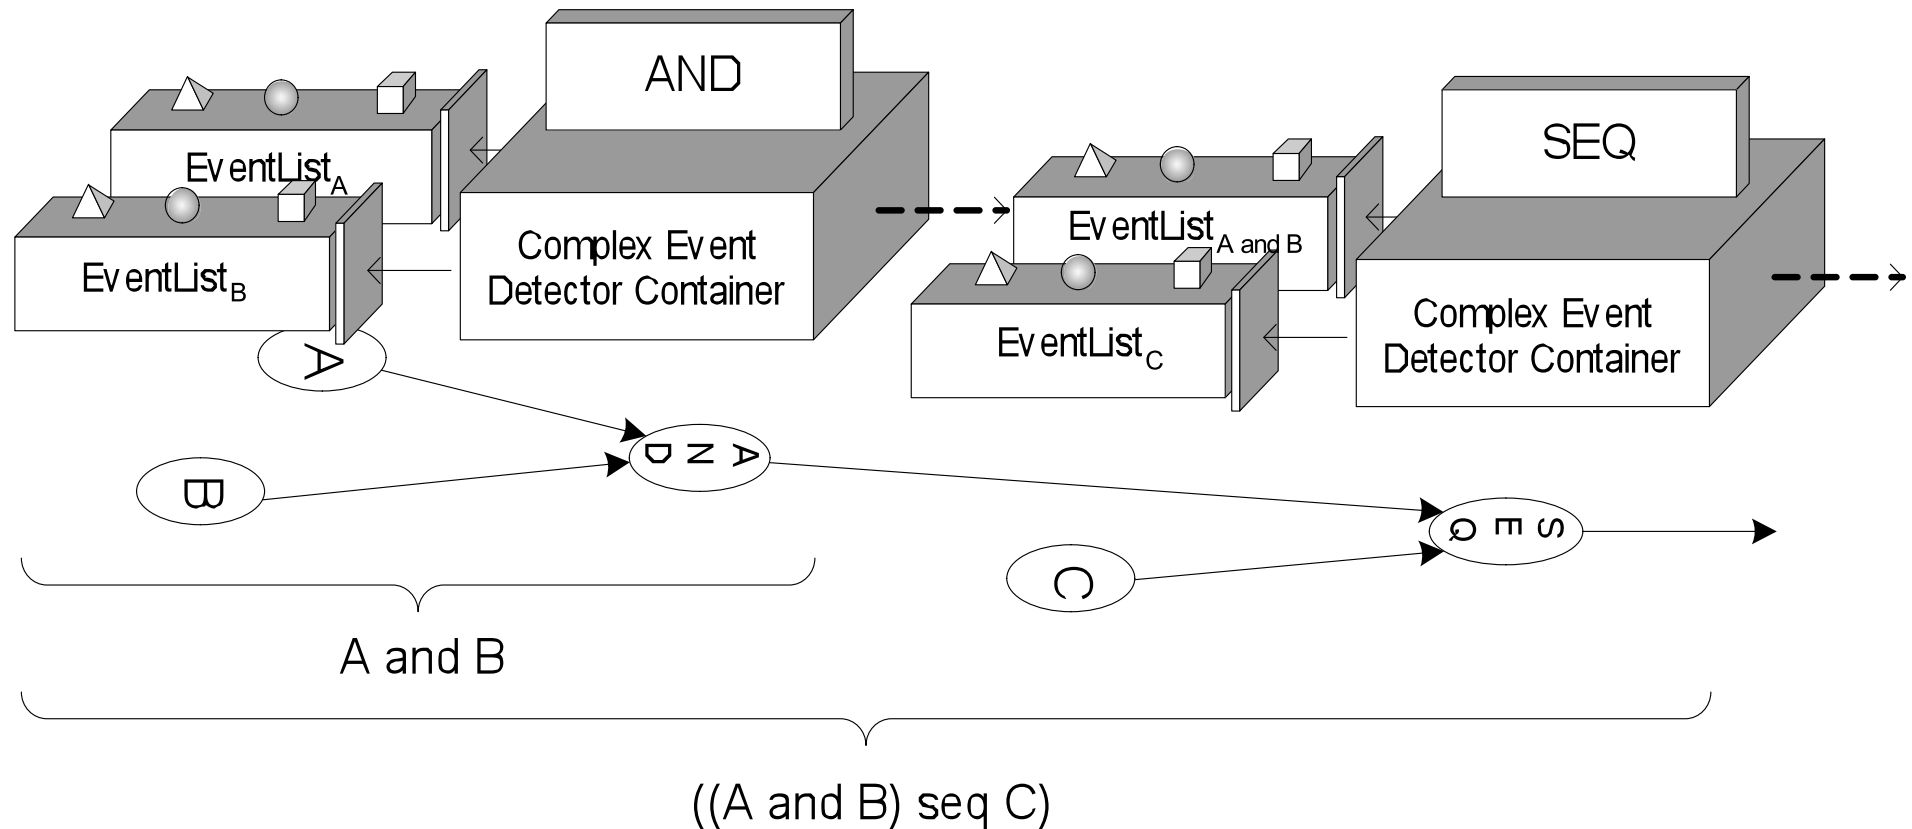 AND
EventListA
EventListB
Complex Event
Detector Container
SEQ
EventListA and B
EventListC
Complex Event
Detector Container
A
B
AND
C
SEQ
A and B
((A and B) seq C)